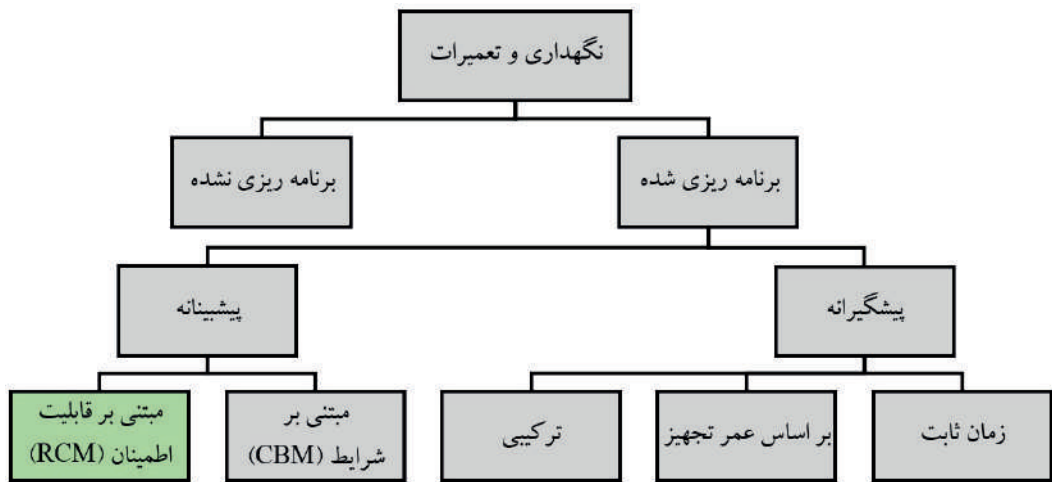 نگهداری و تعمیرات
برنامه ریزی شده
برنامه ریزی نشده
پیشگیرانه
پیشبینانه
زمان ثابت
بر اساس عمر تجهیز
ترکیبی
مبتنی بر
شرایط (CBM)
مبتنی بر قابلیت
اطمینان (RCM)